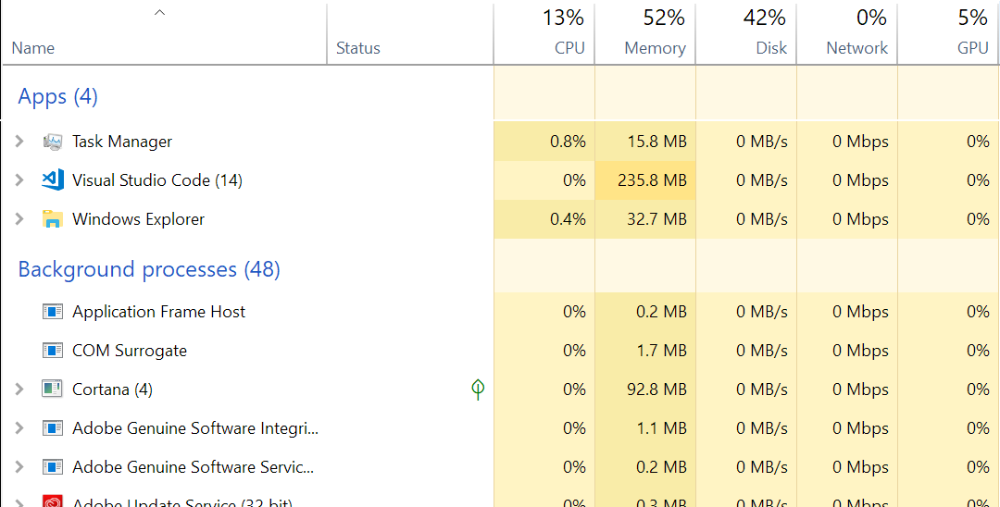 13% 52% 42% 0% 5%
Name Status CPU Memory Disk Network GPU
Apps (4)
Task Manager 0.8% 15.8 MB 0 MB/s 0 Mbps 0%
Visual Studio Code (14) 0% 235.8 MB 0 MB/s 0 Mbps 0%
Windows Explorer 0.4% 32.7 MB 0 MB/s 0 Mbps 0%
Background processes (48)
Application Frame Host 0% 0.2 MB 0 MB/s 0 Mbps 0%
COM Surrogate 0% 1.7 MB 0 MB/s 0 Mbps 0%
Cortana (4) 0% 92.8 MB 0 MB/s 0 Mbps 0%
Adobe Genuine Software Integri... 0% 1.1 MB 0 MB/s 0 Mbps 0%
Adobe Genuine Software Servic... 0% 0.2 MB 0 MB/s 0 Mbps 0%
Adobe Update Service (32 bit) 0% 0.3 MB 0 MB/s 0 Mbps 0%